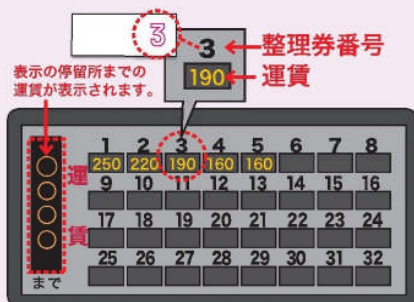 3
3 整理券番号
190 運賃
表示の停留所までの
運賃が表示されます。
1 2 3 4 5 6 7 8
250 220 190 160 160
運
9 10 11 12 13 14 15 16
17 18 19 20 21 22 23 24
賃
25 26 27 28 29 30 31 32
まで